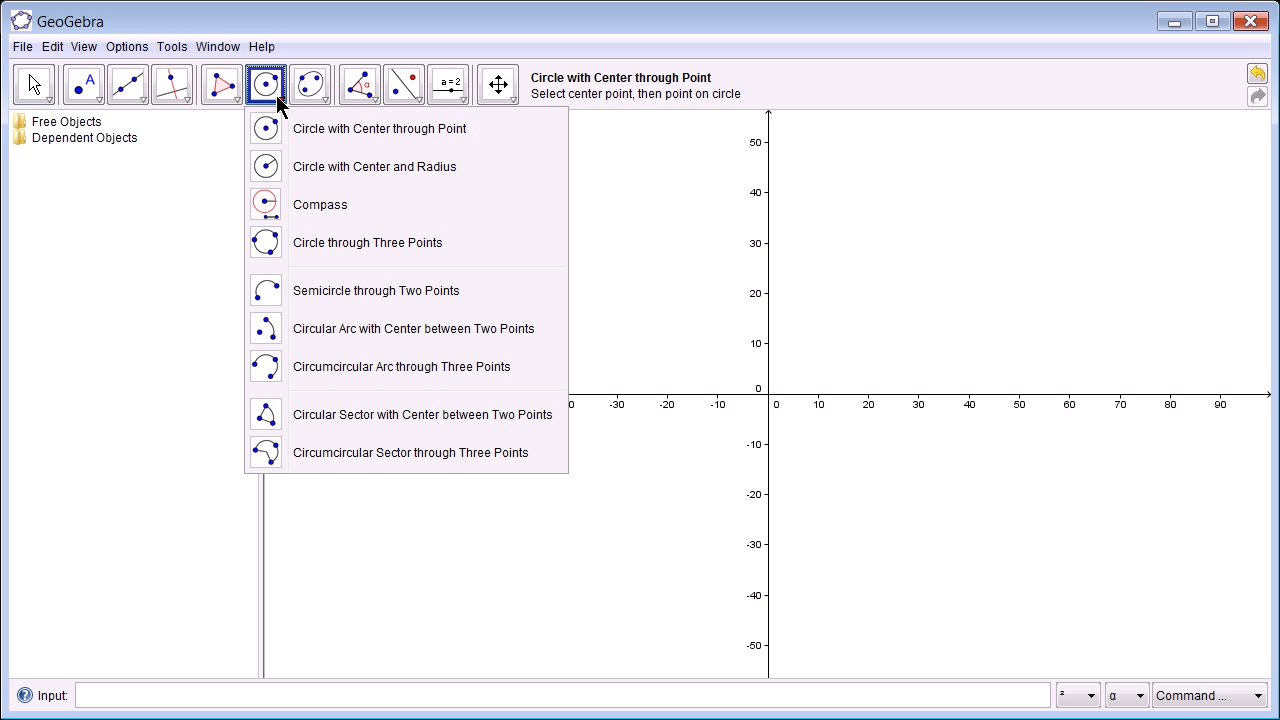 GeoGebra
File Edit View Options Tools Window Help
A
α
a=2
Circle with Center through Point
Select center point, then point on circle
Free Objects
Dependent Objects
Circle with Center through Point
Circle with Center and Radius
Compass
Circle through Three Points
Semicircle through Two Points
Circular Arc with Center between Two Points
Circumcircular Arc through Three Points
Circular Sector with Center between Two Points
Circumcircular Sector through Three Points
50
40
30
20
10
0
0 -30 -20 -10 0 10 20 30 40 50 60 70 80 90
-10
-20
-30
-40
-50
? Input: ² α Command ...